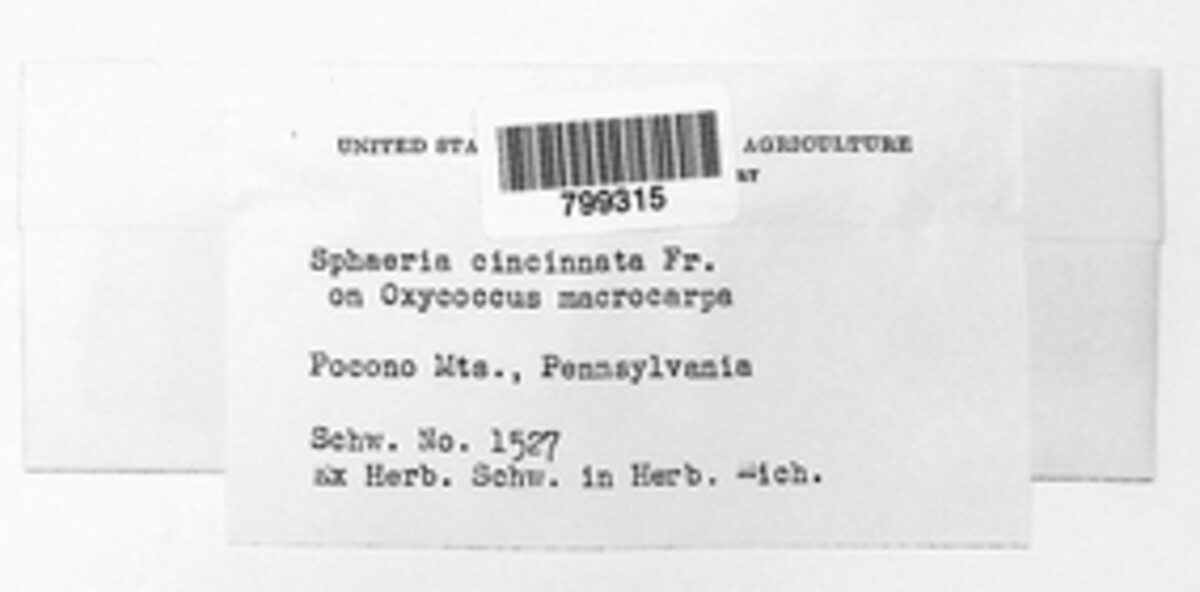 UNITED STA AGRICULTURE
799315
Sphaeria cincinnata Fr.
on Oxycoccus macrocarpa
Pocono Mts., Pennsylvania
Schw. No. 1527
Ex Herb. Schw. in Herb.